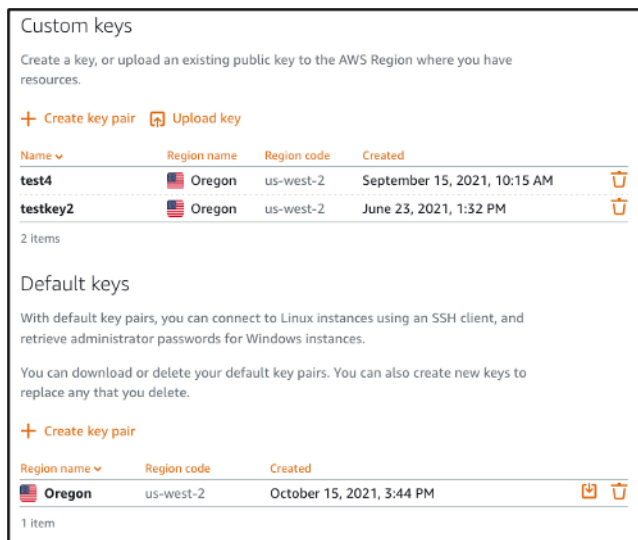 Custom keys
Create a key, or upload an existing public key to the AWS Region where you have
resources.
+ Create key pair Upload key
Name Region name Region code Created
test4 Oregon us-west-2 September 15, 2021, 10:15 AM
testkey2 Oregon us-west-2 June 23, 2021, 1:32 PM
2 items
Default keys
With default key pairs, you can connect to Linux instances using an SSH client, and
retrieve administrator passwords for Windows instances.
You can download or delete your default key pairs. You can also create new keys to
replace any that you delete.
+ Create key pair
Region name Region code Created
Oregon us-west-2 October 15, 2021, 3:44 PM
1 item